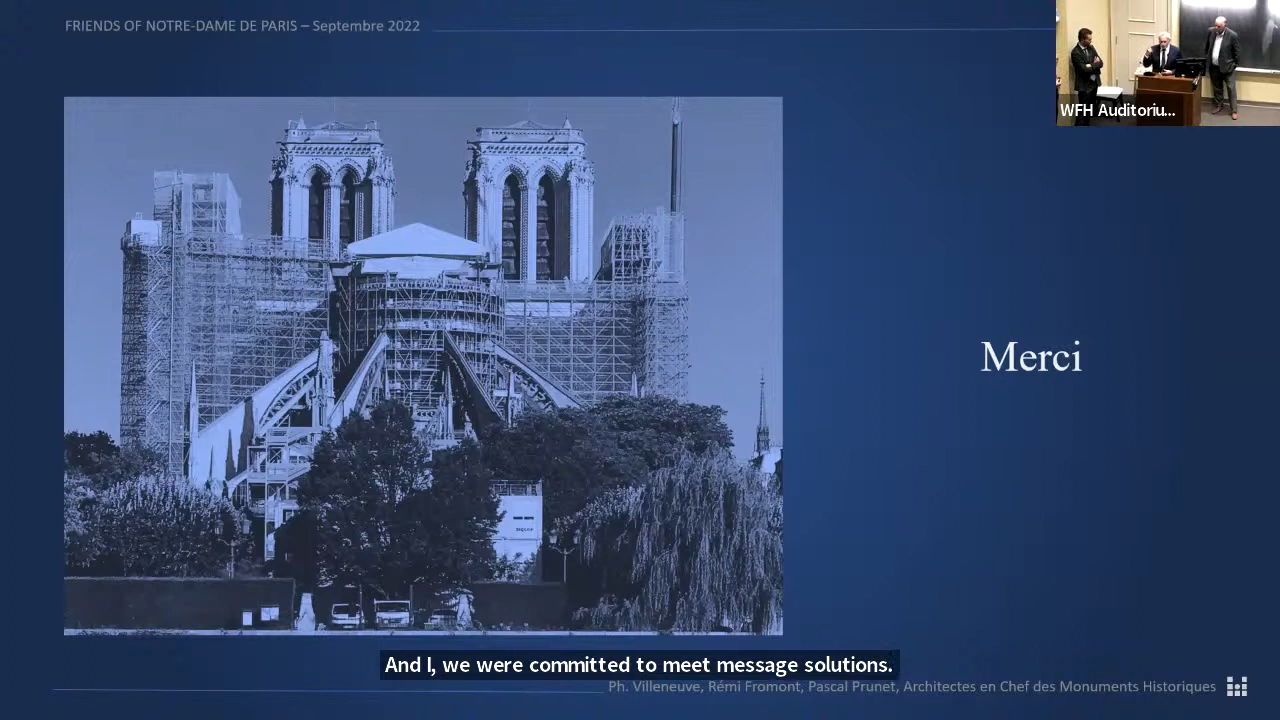 FRIENDS OF NOTRE-DAME DE PARIS – Septembre 2022
WFH Auditoriu...
Merci
And I, we were committed to meet message solutions.
Ph. Villeneuve, Rémi Fromont, Pascal Prunet, Architectes en Chef des Monuments Historiques